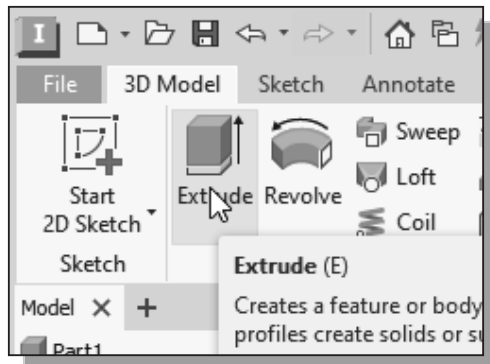 I
File 3D Model Sketch Annotate
Start
2D Sketch
Extrude
Revolve
Sweep
Loft
Coil
Sketch
Extrude (E)
Creates a feature or body
profiles create solids or
Model
Part1